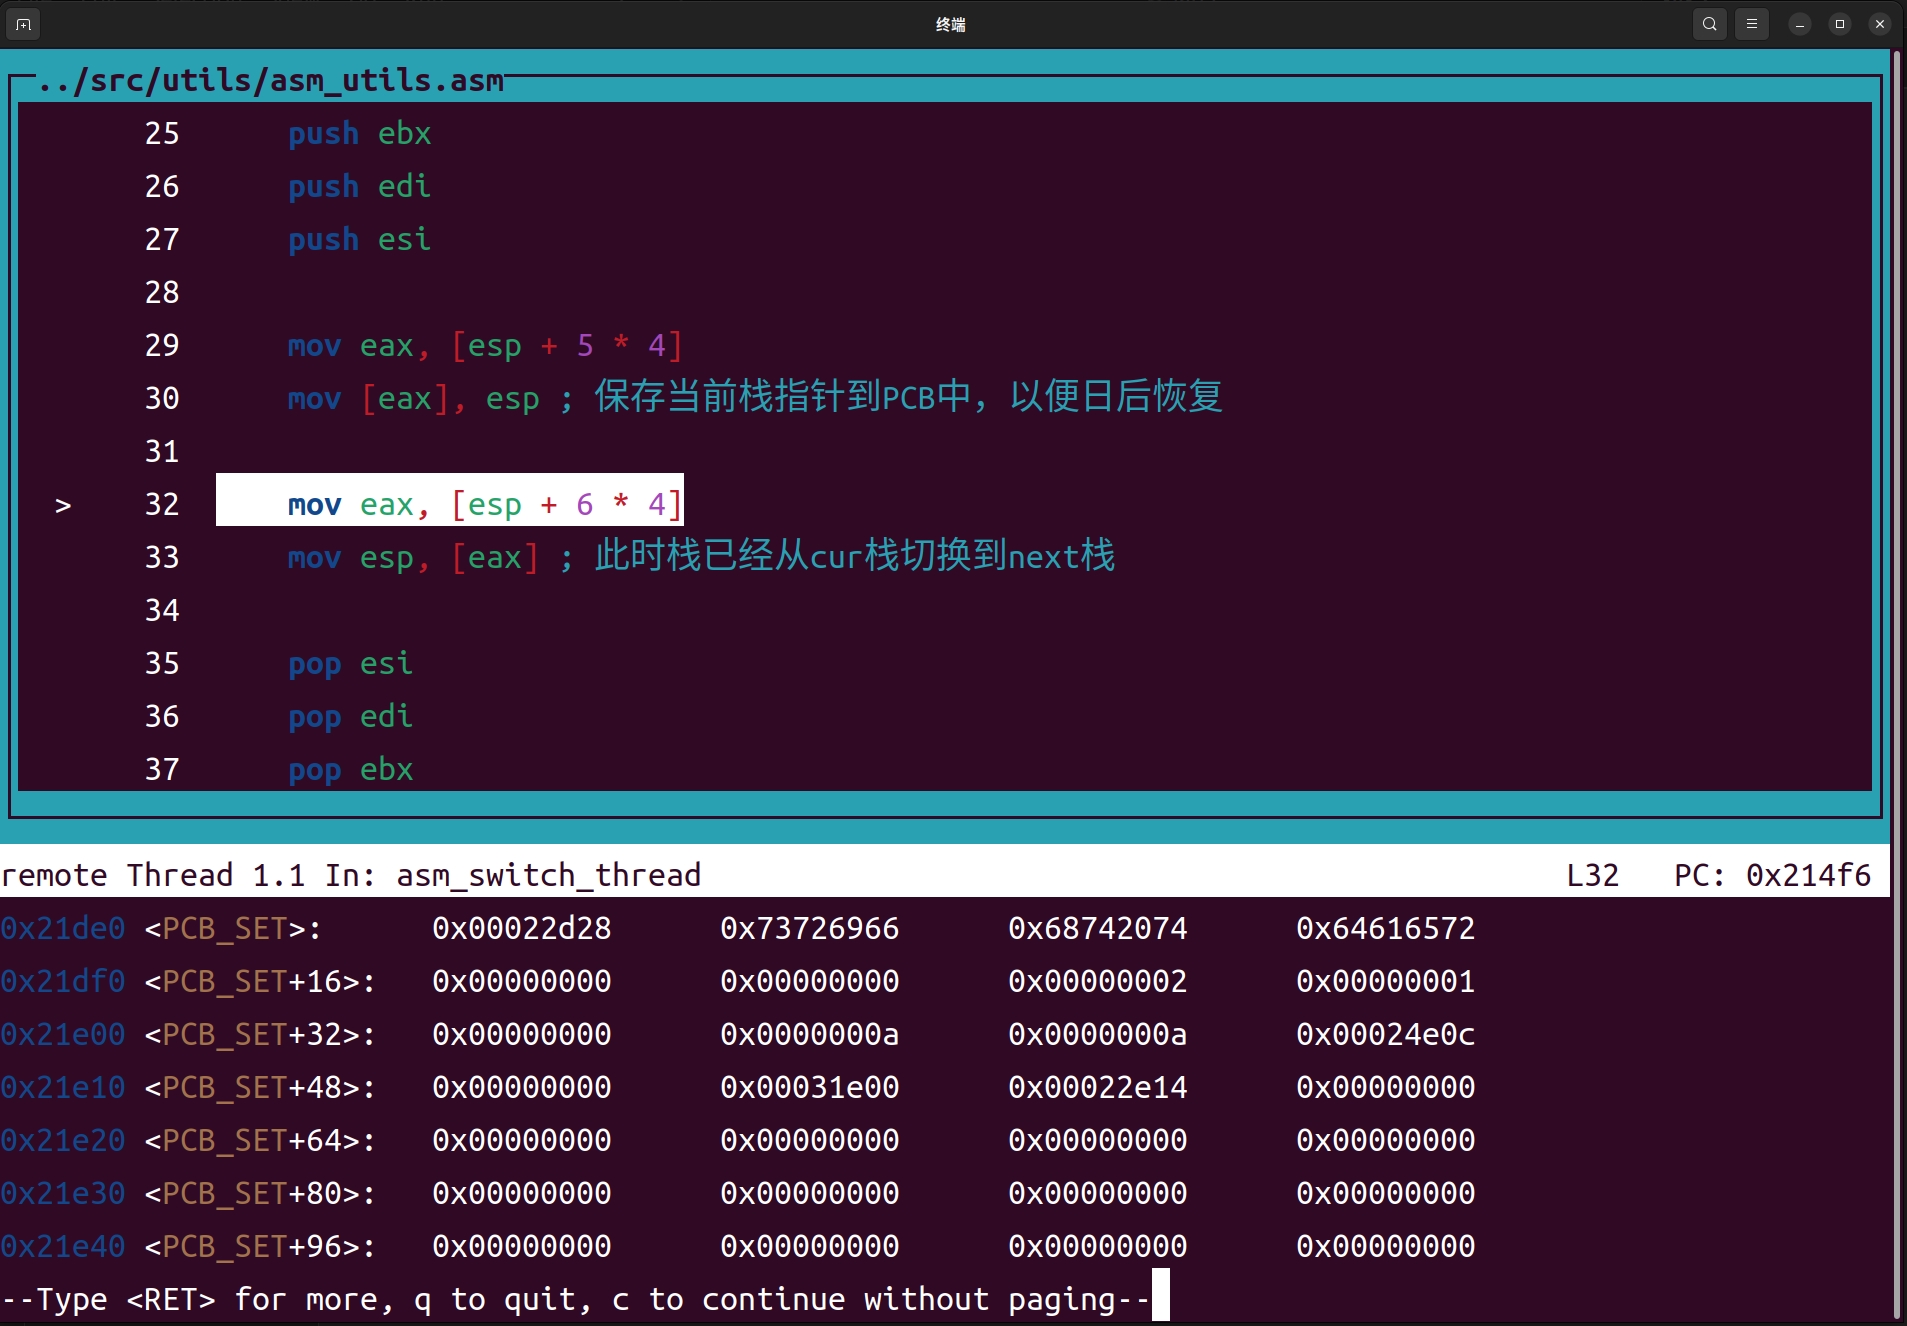 终端
../src/utils/asm_utils.asm
25 push ebx
26 push edi
27 push esi
28
29 mov eax, [esp + 5 * 4]
30 mov [eax], esp ; 保存当前栈指针到PCB中，以便日后恢复
31
> 32 mov eax, [esp + 6 * 4]
33 mov esp, [eax] ; 此时栈已经从cur栈切换到next栈
34
35 pop esi
36 pop edi
37 pop ebx
remote Thread 1.1 In: asm_switch_thread L32 PC: 0x214f6
0x21de0 <PCB_SET>: 0x00022d28 0x73726966 0x68742074 0x64616572
0x21df0 <PCB_SET+16>: 0x00000000 0x00000000 0x00000002 0x00000001
0x21e00 <PCB_SET+32>: 0x00000000 0x0000000a 0x0000000a 0x00024e0c
0x21e10 <PCB_SET+48>: 0x00000000 0x00031e00 0x00022e14 0x00000000
0x21e20 <PCB_SET+64>: 0x00000000 0x00000000 0x00000000 0x00000000
0x21e30 <PCB_SET+80>: 0x00000000 0x00000000 0x00000000 0x00000000
0x21e40 <PCB_SET+96>: 0x00000000 0x00000000 0x00000000 0x00000000
--Type <RET> for more, q to quit, c to continue without paging--